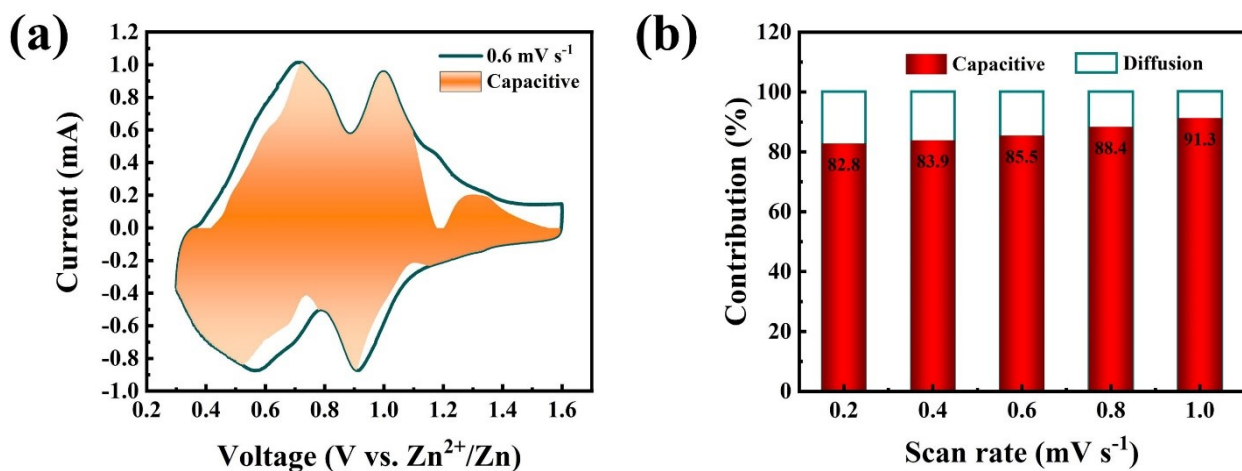 (a)
Current (mA)
1.2
1.0
0.8
0.6
0.4
0.2
0.0
-0.2
-0.4
-0.6
-0.8
-1.0
0.6 mV s⁻¹
Capacitive
0.2 0.4 0.6 0.8 1.0 1.2 1.4 1.6
Voltage (V vs. Zn²⁺/Zn)
(b)
Contribution (%)
120
100
80
60
40
20
0
Capacitive Diffusion
82.8 83.9 85.5 88.4 91.3
0.2 0.4 0.6 0.8 1.0
Scan rate (mV s⁻¹)